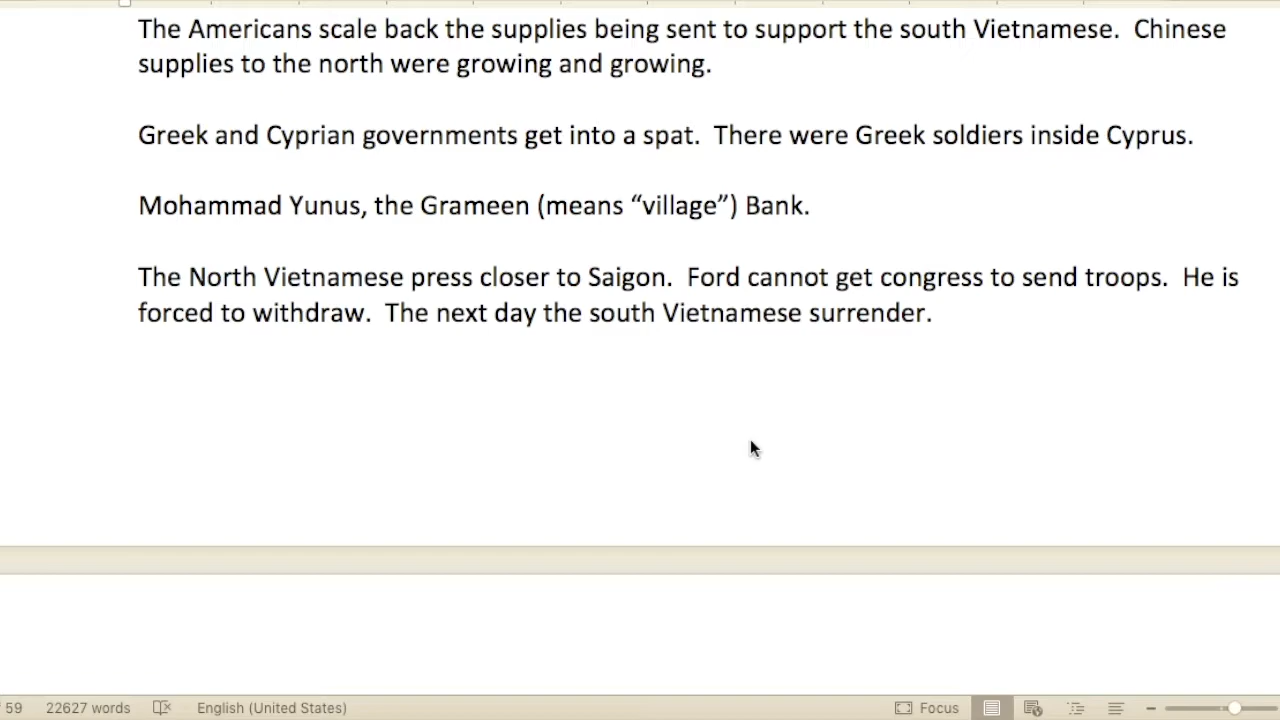 The Americans scale back the supplies being sent to support the south Vietnamese.  Chinese
supplies to the north were growing and growing.
Greek and Cyprian governments get into a spat.  There were Greek soldiers inside Cyprus.
Mohammad Yunus, the Grameen (means “village”) Bank.
The North Vietnamese press closer to Saigon.  Ford cannot get congress to send troops.  He is
forced to withdraw.  The next day the south Vietnamese surrender.
59 22627 words English (United States) Focus